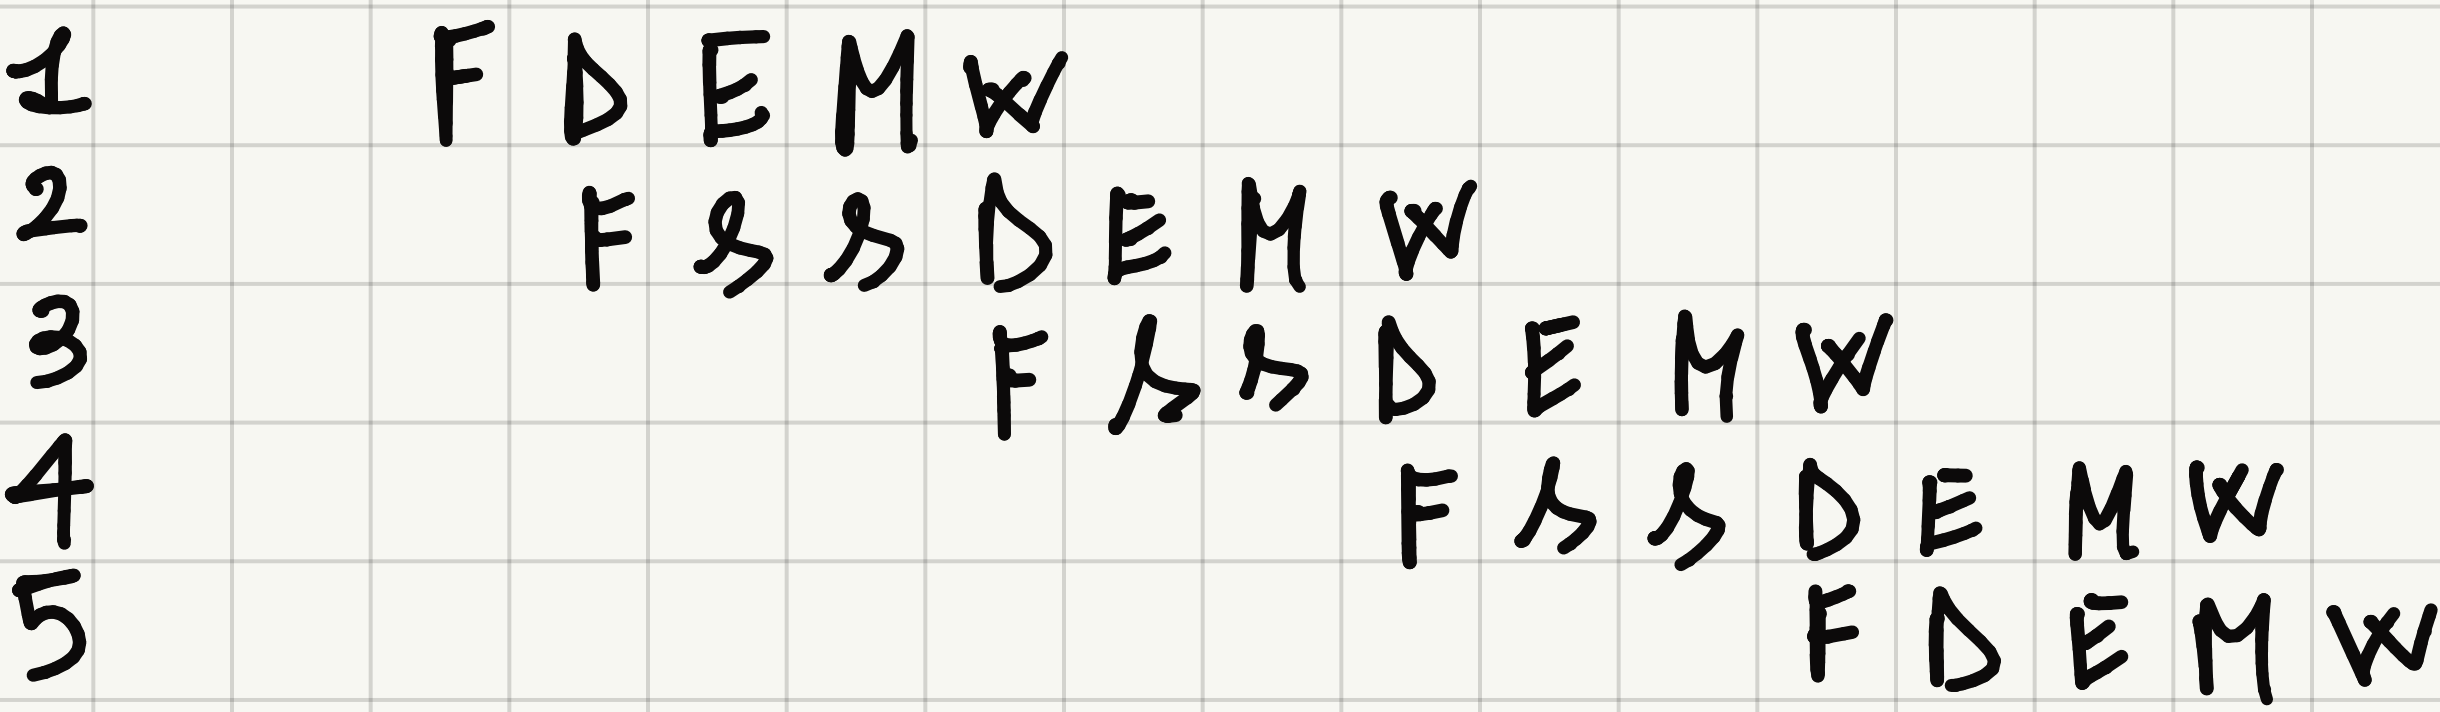 1 F D E M W
2 F s s D E M W
3 F s s D E M W
4 F s s D E M W
5 F D E M W